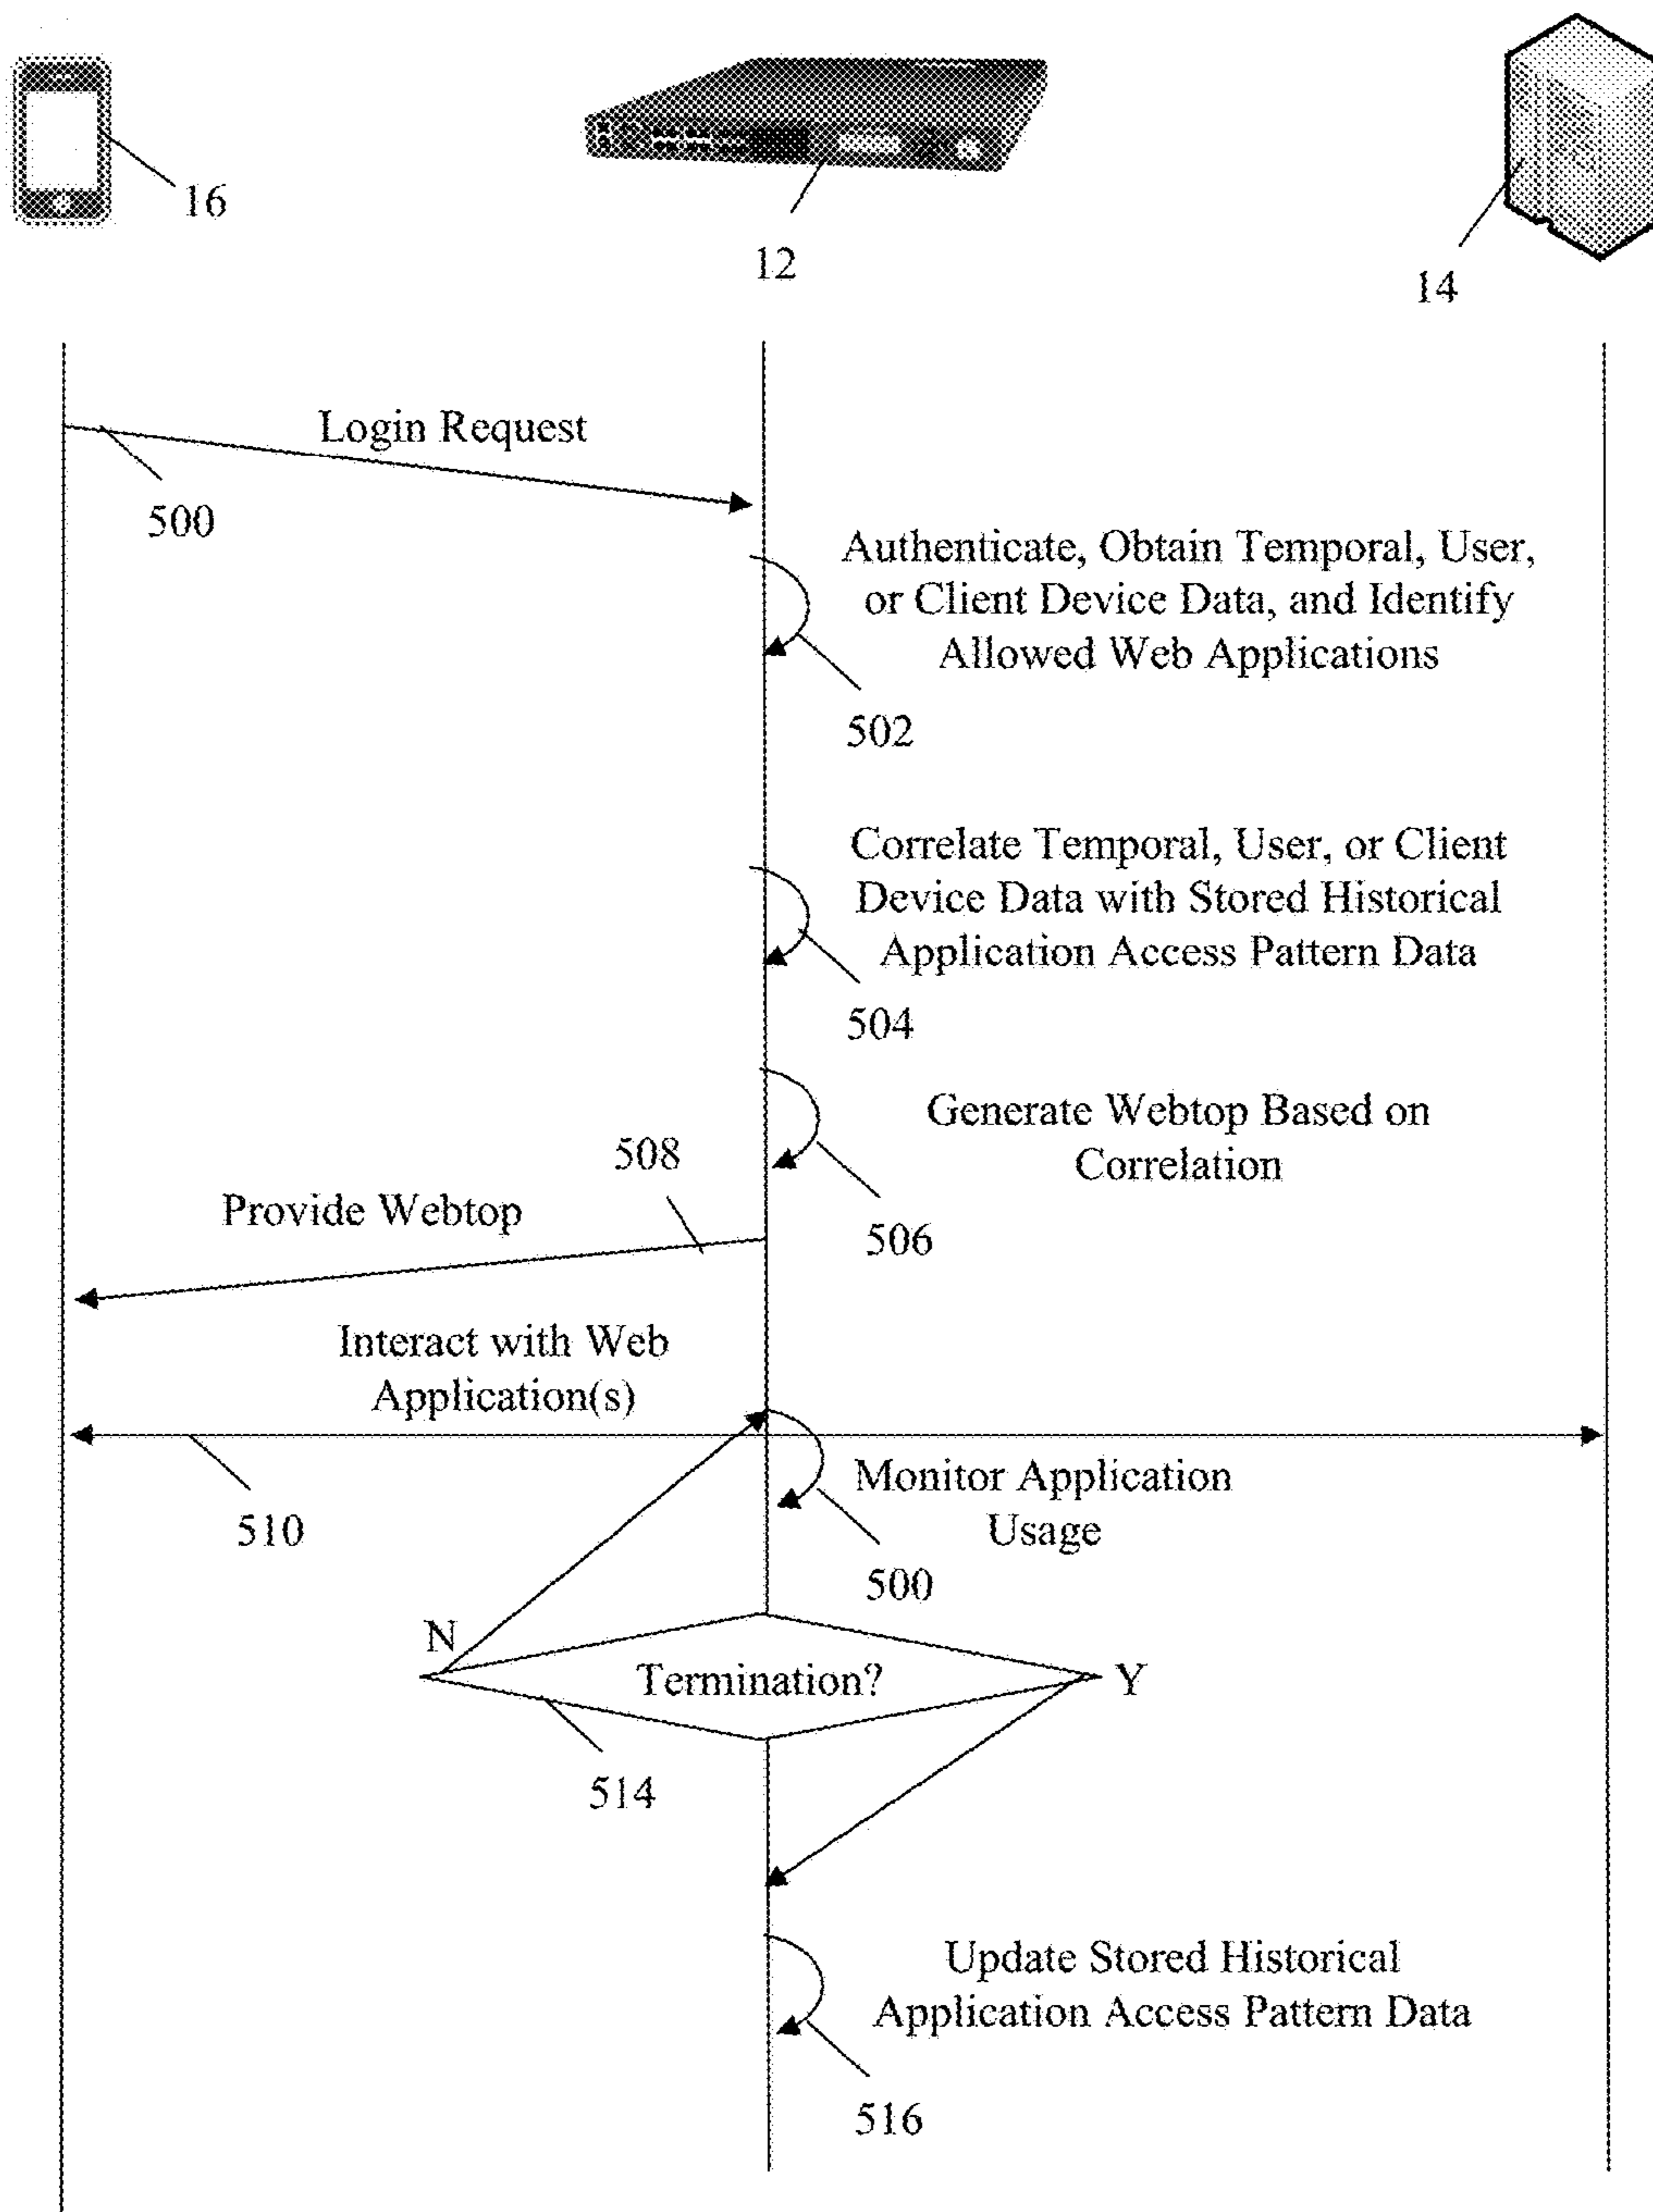 16
12
14
Login Request
500
Authenticate, Obtain Temporal, User,
or Client Device Data, and Identify
Allowed Web Applications
502
Correlate Temporal, User, or Client
Device Data with Stored Historical
Application Access Pattern Data
504
Generate Webtop Based on
Correlation
506
508
Provide Webtop
Interact with Web
Application(s)
510
Monitor Application
Usage
500
N
Termination?
Y
514
Update Stored Historical
Application Access Pattern Data
516